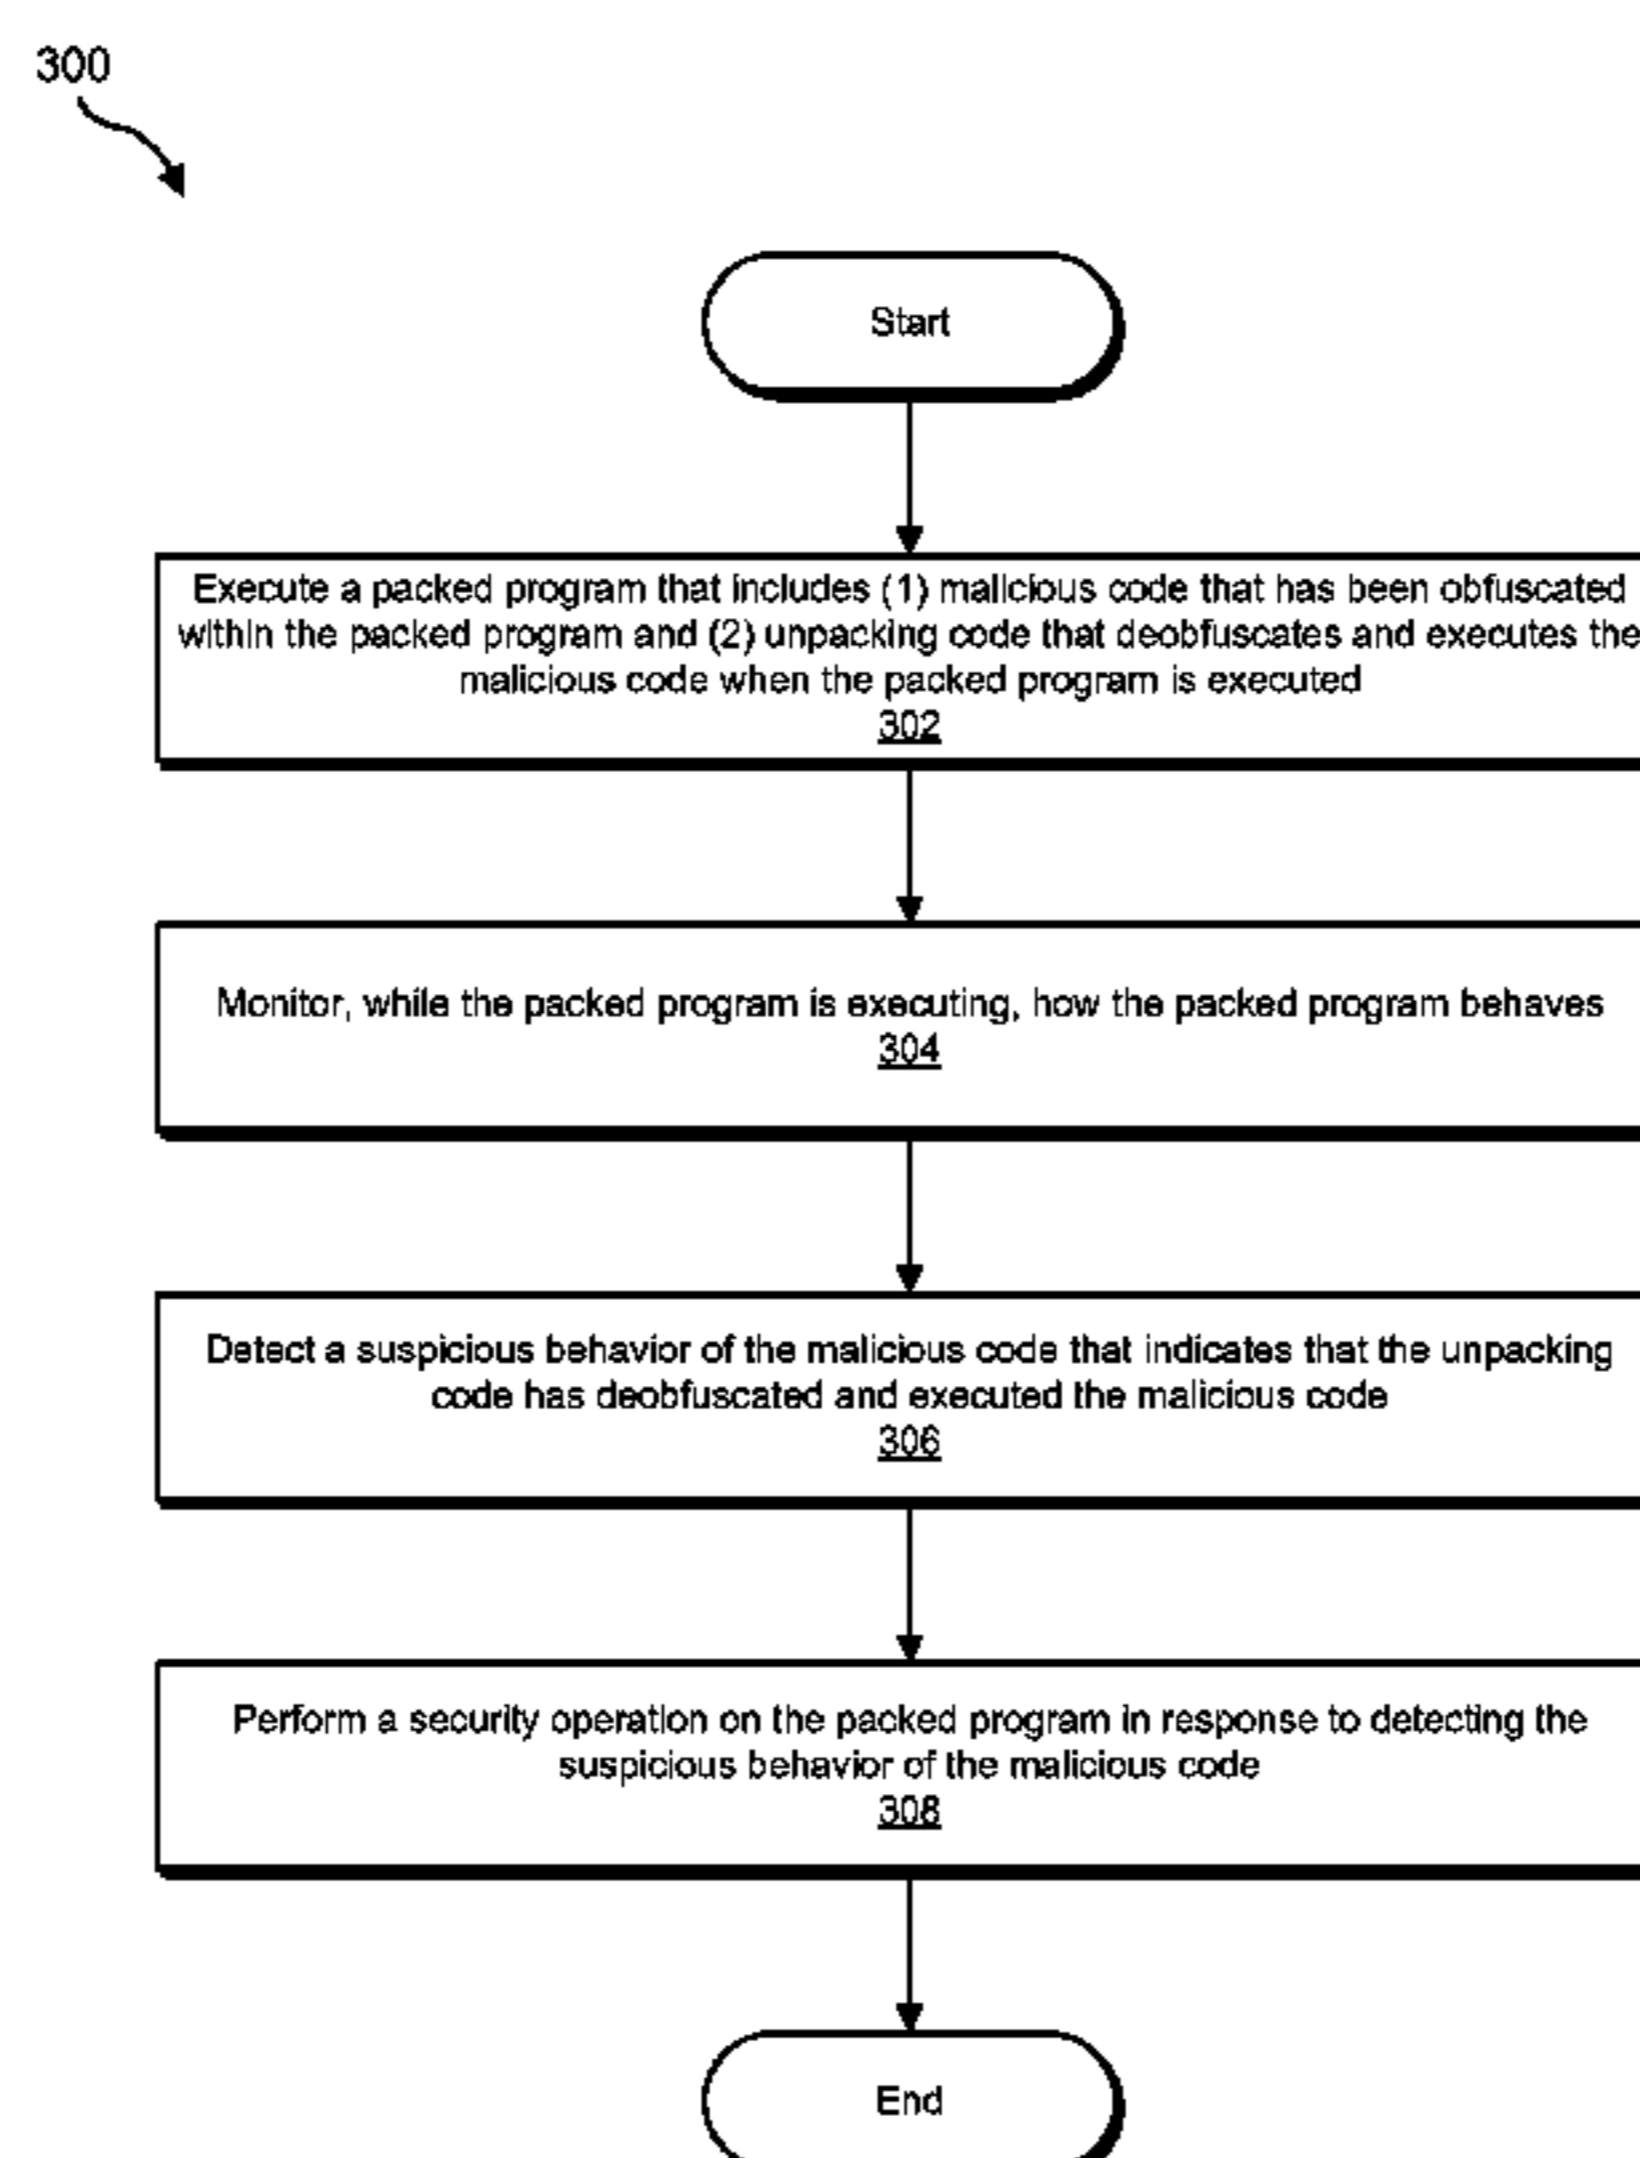 300
Start
Execute a packed program that includes (1) malicious code that has been obfuscated
within the packed program and (2) unpacking code that deobfuscates and executes the
malicious code when the packed program is executed
302
Monitor, while the packed program is executing, how the packed program behaves
304
Detect a suspicious behavior of the malicious code that indicates that the unpacking
code has deobfuscated and executed the malicious code
306
Perform a security operation on the packed program in response to detecting the
suspicious behavior of the malicious code
308
End